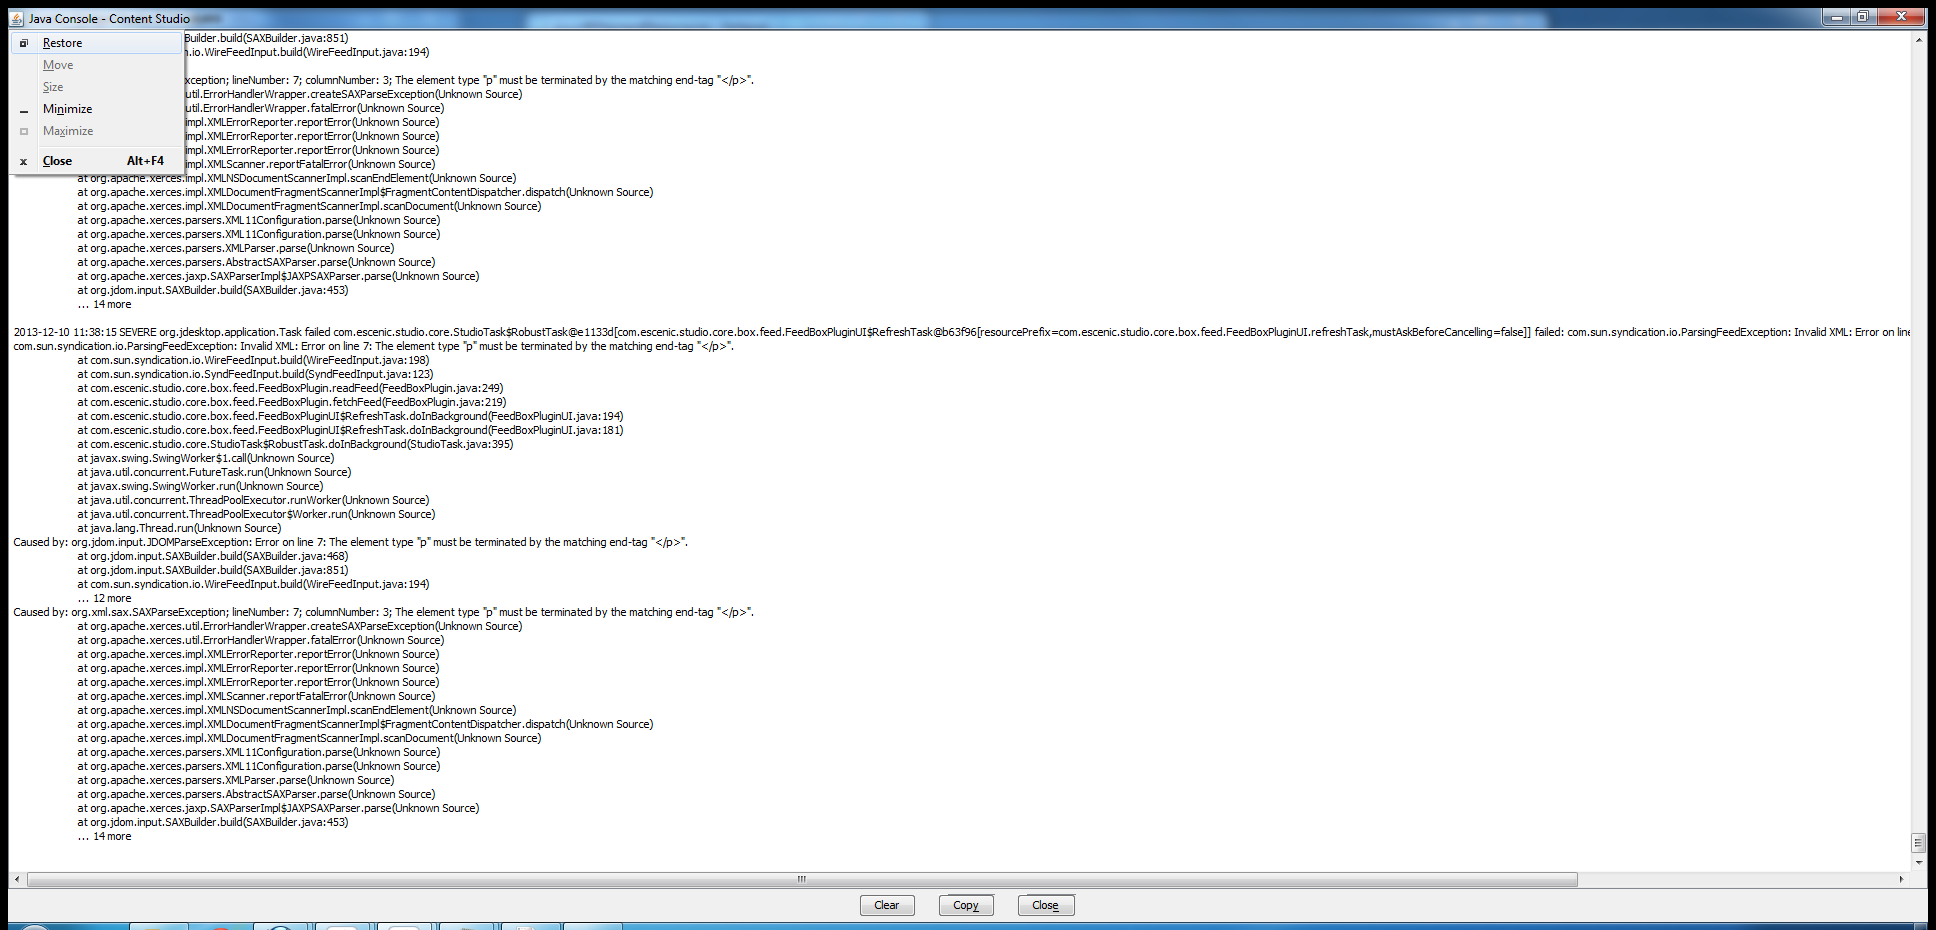 Java Console - Content Studio
Restore
Move
Size
Minimize
Maximize
Close Alt+F4
Builder.build(SAXBuilder.java:851)
.io.WireFeedInput.build(WireFeedInput.java:194)
xception; lineNumber: 7; columnNumber: 3; The element type "p" must be terminated by the matching end-tag "</p>".
util.ErrorHandlerWrapper.createSAXParseException(Unknown Source)
util.ErrorHandlerWrapper.fatalError(Unknown Source)
impl.XMLErrorReporter.reportError(Unknown Source)
impl.XMLErrorReporter.reportError(Unknown Source)
impl.XMLErrorReporter.reportError(Unknown Source)
impl.XMLScanner.reportFatalError(Unknown Source)
at org.apache.xerces.impl.XMLNSDocumentScannerImpl.scanEndElement(Unknown Source)
at org.apache.xerces.impl.XMLDocumentFragmentScannerImpl$FragmentContentDispatcher.dispatch(Unknown Source)
at org.apache.xerces.impl.XMLDocumentFragmentScannerImpl.scanDocument(Unknown Source)
at org.apache.xerces.parsers.XML11Configuration.parse(Unknown Source)
at org.apache.xerces.parsers.XML11Configuration.parse(Unknown Source)
at org.apache.xerces.parsers.XMLParser.parse(Unknown Source)
at org.apache.xerces.parsers.AbstractSAXParser.parse(Unknown Source)
at org.apache.xerces.jaxp.SAXParserImpl$JAXPSAXParser.parse(Unknown Source)
at org.jdom.input.SAXBuilder.build(SAXBuilder.java:453)
... 14 more
2013-12-10 11:38:15 SEVERE org.jdesktop.application.Task failed com.escenic.studio.core.StudioTask$RobustTask@e1133d[com.escenic.studio.core.box.feed.FeedBoxPluginUI$RefreshTask@b63f96[resourcePrefix=com.escenic.studio.core.box.feed.FeedBoxPluginUI.refreshTask,mustAskBeforeCancelling=false]] failed: com.sun.syndication.io.ParsingFeedException: Invalid XML: Error on line
com.sun.syndication.io.ParsingFeedException: Invalid XML: Error on line 7: The element type "p" must be terminated by the matching end-tag "</p>".
at com.sun.syndication.io.WireFeedInput.build(WireFeedInput.java:198)
at com.sun.syndication.io.SyndFeedInput.build(SyndFeedInput.java:123)
at com.escenic.studio.core.box.feed.FeedBoxPlugin.readFeed(FeedBoxPlugin.java:249)
at com.escenic.studio.core.box.feed.FeedBoxPlugin.fetchFeed(FeedBoxPlugin.java:219)
at com.escenic.studio.core.box.feed.FeedBoxPluginUI$RefreshTask.doInBackground(FeedBoxPluginUI.java:194)
at com.escenic.studio.core.box.feed.FeedBoxPluginUI$RefreshTask.doInBackground(FeedBoxPluginUI.java:181)
at com.escenic.studio.core.StudioTask$RobustTask.doInBackground(StudioTask.java:395)
at javax.swing.SwingWorker$1.call(Unknown Source)
at java.util.concurrent.FutureTask.run(Unknown Source)
at javax.swing.SwingWorker.run(Unknown Source)
at java.util.concurrent.ThreadPoolExecutor.runWorker(Unknown Source)
at java.util.concurrent.ThreadPoolExecutor$Worker.run(Unknown Source)
at java.lang.Thread.run(Unknown Source)
Caused by: org.jdom.input.JDOMParseException: Error on line 7: The element type "p" must be terminated by the matching end-tag "</p>".
at org.jdom.input.SAXBuilder.build(SAXBuilder.java:468)
at org.jdom.input.SAXBuilder.build(SAXBuilder.java:851)
at com.sun.syndication.io.WireFeedInput.build(WireFeedInput.java:194)
... 12 more
Caused by: org.xml.sax.SAXParseException; lineNumber: 7; columnNumber: 3; The element type "p" must be terminated by the matching end-tag "</p>".
at org.apache.xerces.util.ErrorHandlerWrapper.createSAXParseException(Unknown Source)
at org.apache.xerces.util.ErrorHandlerWrapper.fatalError(Unknown Source)
at org.apache.xerces.impl.XMLErrorReporter.reportError(Unknown Source)
at org.apache.xerces.impl.XMLErrorReporter.reportError(Unknown Source)
at org.apache.xerces.impl.XMLErrorReporter.reportError(Unknown Source)
at org.apache.xerces.impl.XMLScanner.reportFatalError(Unknown Source)
at org.apache.xerces.impl.XMLNSDocumentScannerImpl.scanEndElement(Unknown Source)
at org.apache.xerces.impl.XMLDocumentFragmentScannerImpl$FragmentContentDispatcher.dispatch(Unknown Source)
at org.apache.xerces.impl.XMLDocumentFragmentScannerImpl.scanDocument(Unknown Source)
at org.apache.xerces.parsers.XML11Configuration.parse(Unknown Source)
at org.apache.xerces.parsers.XML11Configuration.parse(Unknown Source)
at org.apache.xerces.parsers.XMLParser.parse(Unknown Source)
at org.apache.xerces.parsers.AbstractSAXParser.parse(Unknown Source)
at org.apache.xerces.jaxp.SAXParserImpl$JAXPSAXParser.parse(Unknown Source)
at org.jdom.input.SAXBuilder.build(SAXBuilder.java:453)
... 14 more
Clear Copy Close